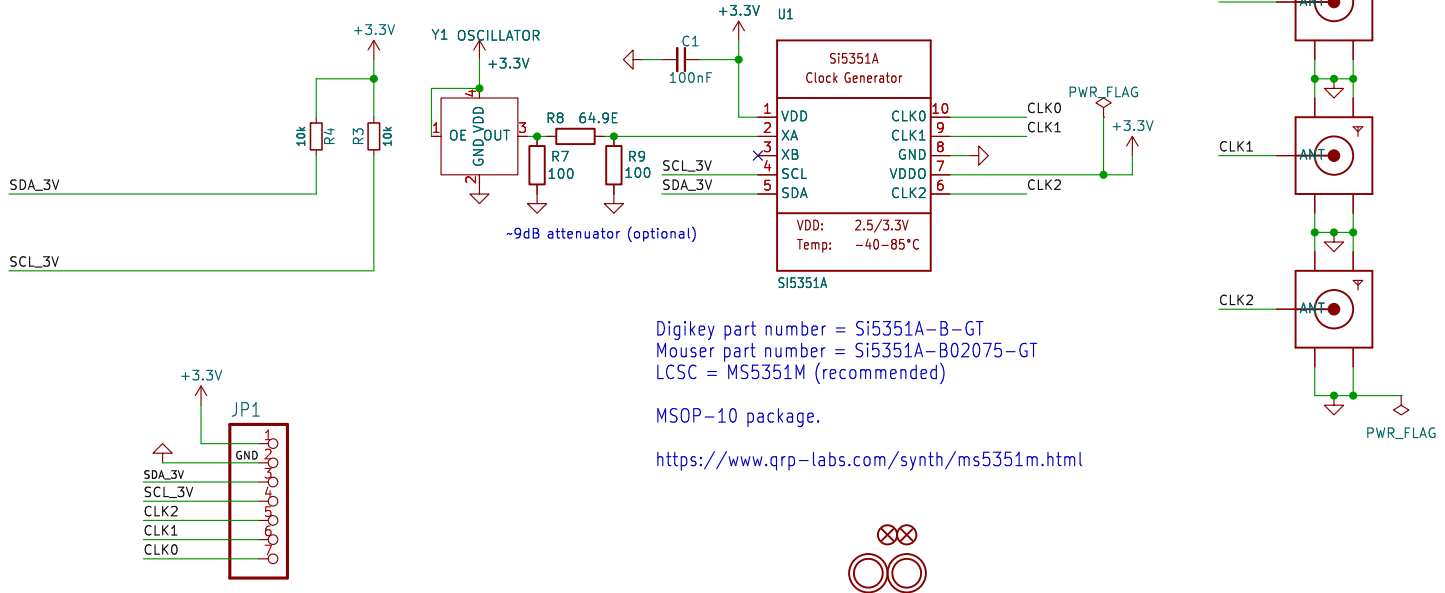 +3.3V
SDA_3V
SCL_3V
10k
R4
R3
10k
Y1 OSCILLATOR
+3.3V
4
1
OE
VDD
OUT
3
GND
2
R8
64.9E
R7
100
R9
100
~9dB attenuator (optional)
C1
100nF
+3.3V
U1
Si5351A
Clock Generator
1
VDD
2
XA
3
XB
4
SCL
5
SDA
SCL_3V
SDA_3V
CLK0
10
CLK0
CLK1
9
CLK1
GND
8
VDDO
7
CLK2
6
CLK2
VDD: 2.5/3.3V
Temp: -40-85°C
SI5351A
PWR_FLAG
+3.3V
ANT
CLK1
ANT
CLK2
ANT
PWR_FLAG
Digikey part number = Si5351A-B-GT
Mouser part number = Si5351A-B02075-GT
LCSC = MS5351M (recommended)
MSOP-10 package.
https://www.qrp-labs.com/synth/ms5351m.html
+3.3V
JP1
1
GND
2
SDA_3V
3
SCL_3V
4
CLK2
5
CLK1
6
CLK0
7